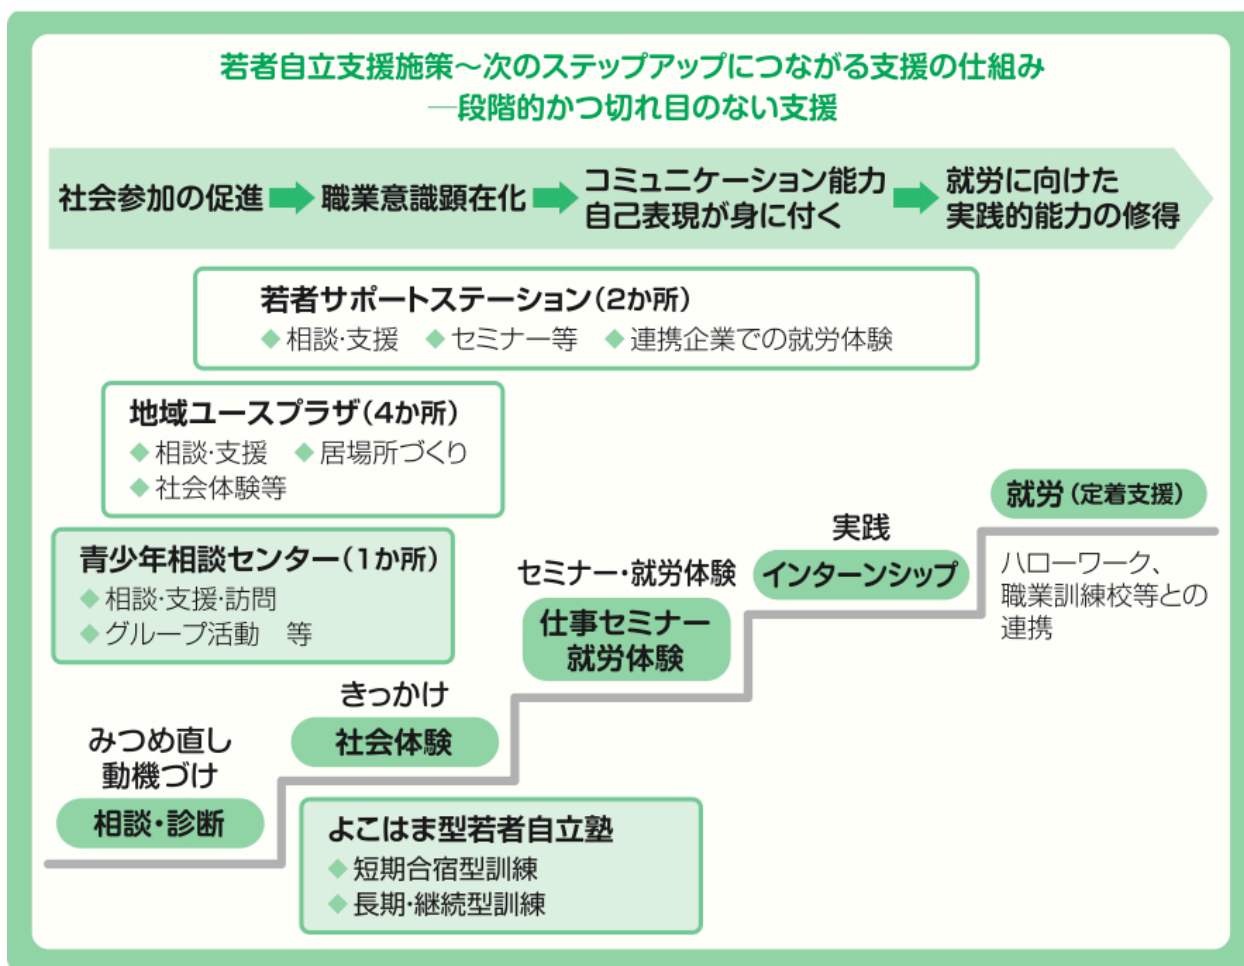 若者自立支援施策～次のステップアップにつながる支援の仕組み
―段階的かつ切れ目のない支援
社会参加の促進
職業意識顕在化
コミュニケーション能力
自己表現が身に付く
就労に向けた
実践的能力の修得
若者サポートステーション(2か所)
◆相談・支援 ◆セミナー等 ◆連携企業での就労体験
地域ユースプラザ(4か所)
◆相談・支援 ◆居場所づくり
◆社会体験等
青少年相談センター(1か所)
◆相談・支援・訪問
◆グループ活動　等
みつめ直し
動機づけ
相談・診断
きっかけ
社会体験
セミナー・就労体験
仕事セミナー
就労体験
実践
インターンシップ
就労(定着支援)
ハローワーク、
職業訓練校等との
連携
よこはま型若者自立塾
◆短期合宿型訓練
◆長期・継続型訓練